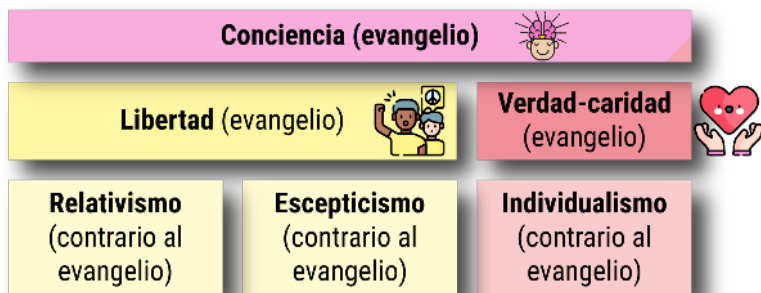 Conciencia (evangelio)
Libertad (evangelio)
Verdad-caridad
(evangelio)
Relativismo
(contrario al
evangelio)
Escepticismo
(contrario al
evangelio)
Individualismo
(contrario al
evangelio)